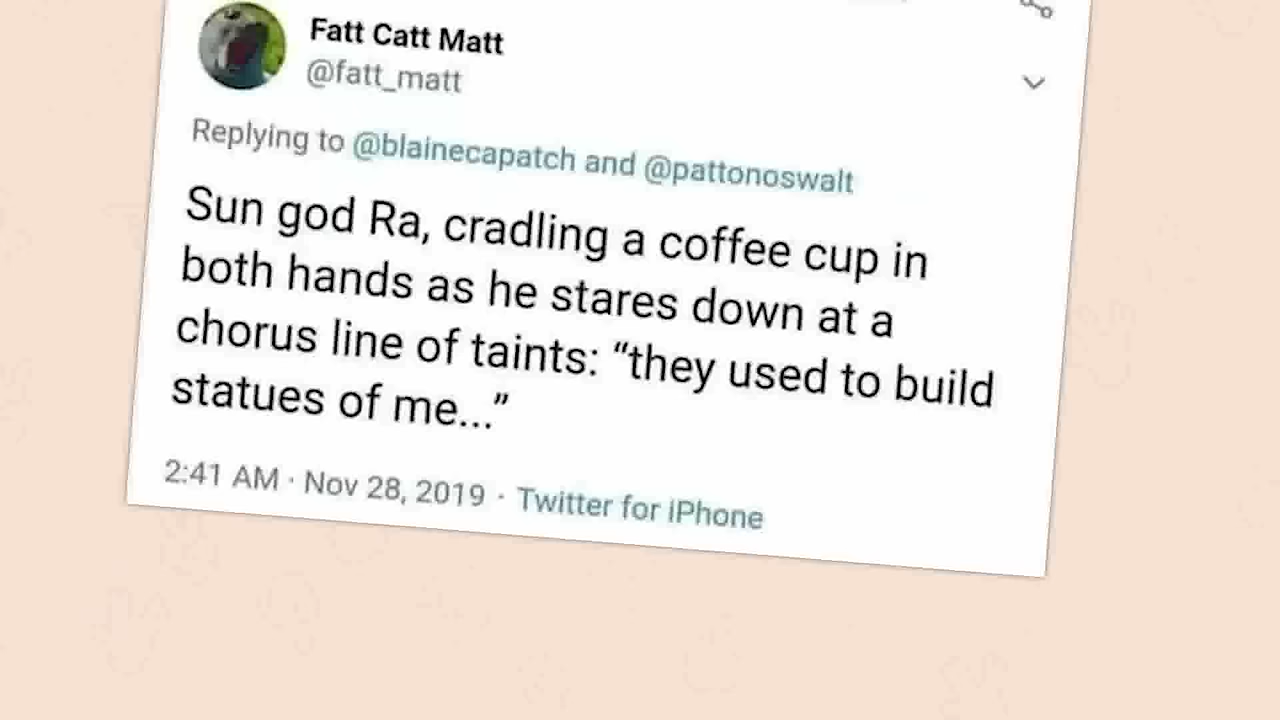 Fatt Catt Matt
@fatt_matt
Replying to @blainecapatch and @pattonoswalt
Sun god Ra, cradling a coffee cup in
both hands as he stares down at a
chorus line of taints: “they used to build
statues of me...”
2:41 AM · Nov 28, 2019 · Twitter for iPhone